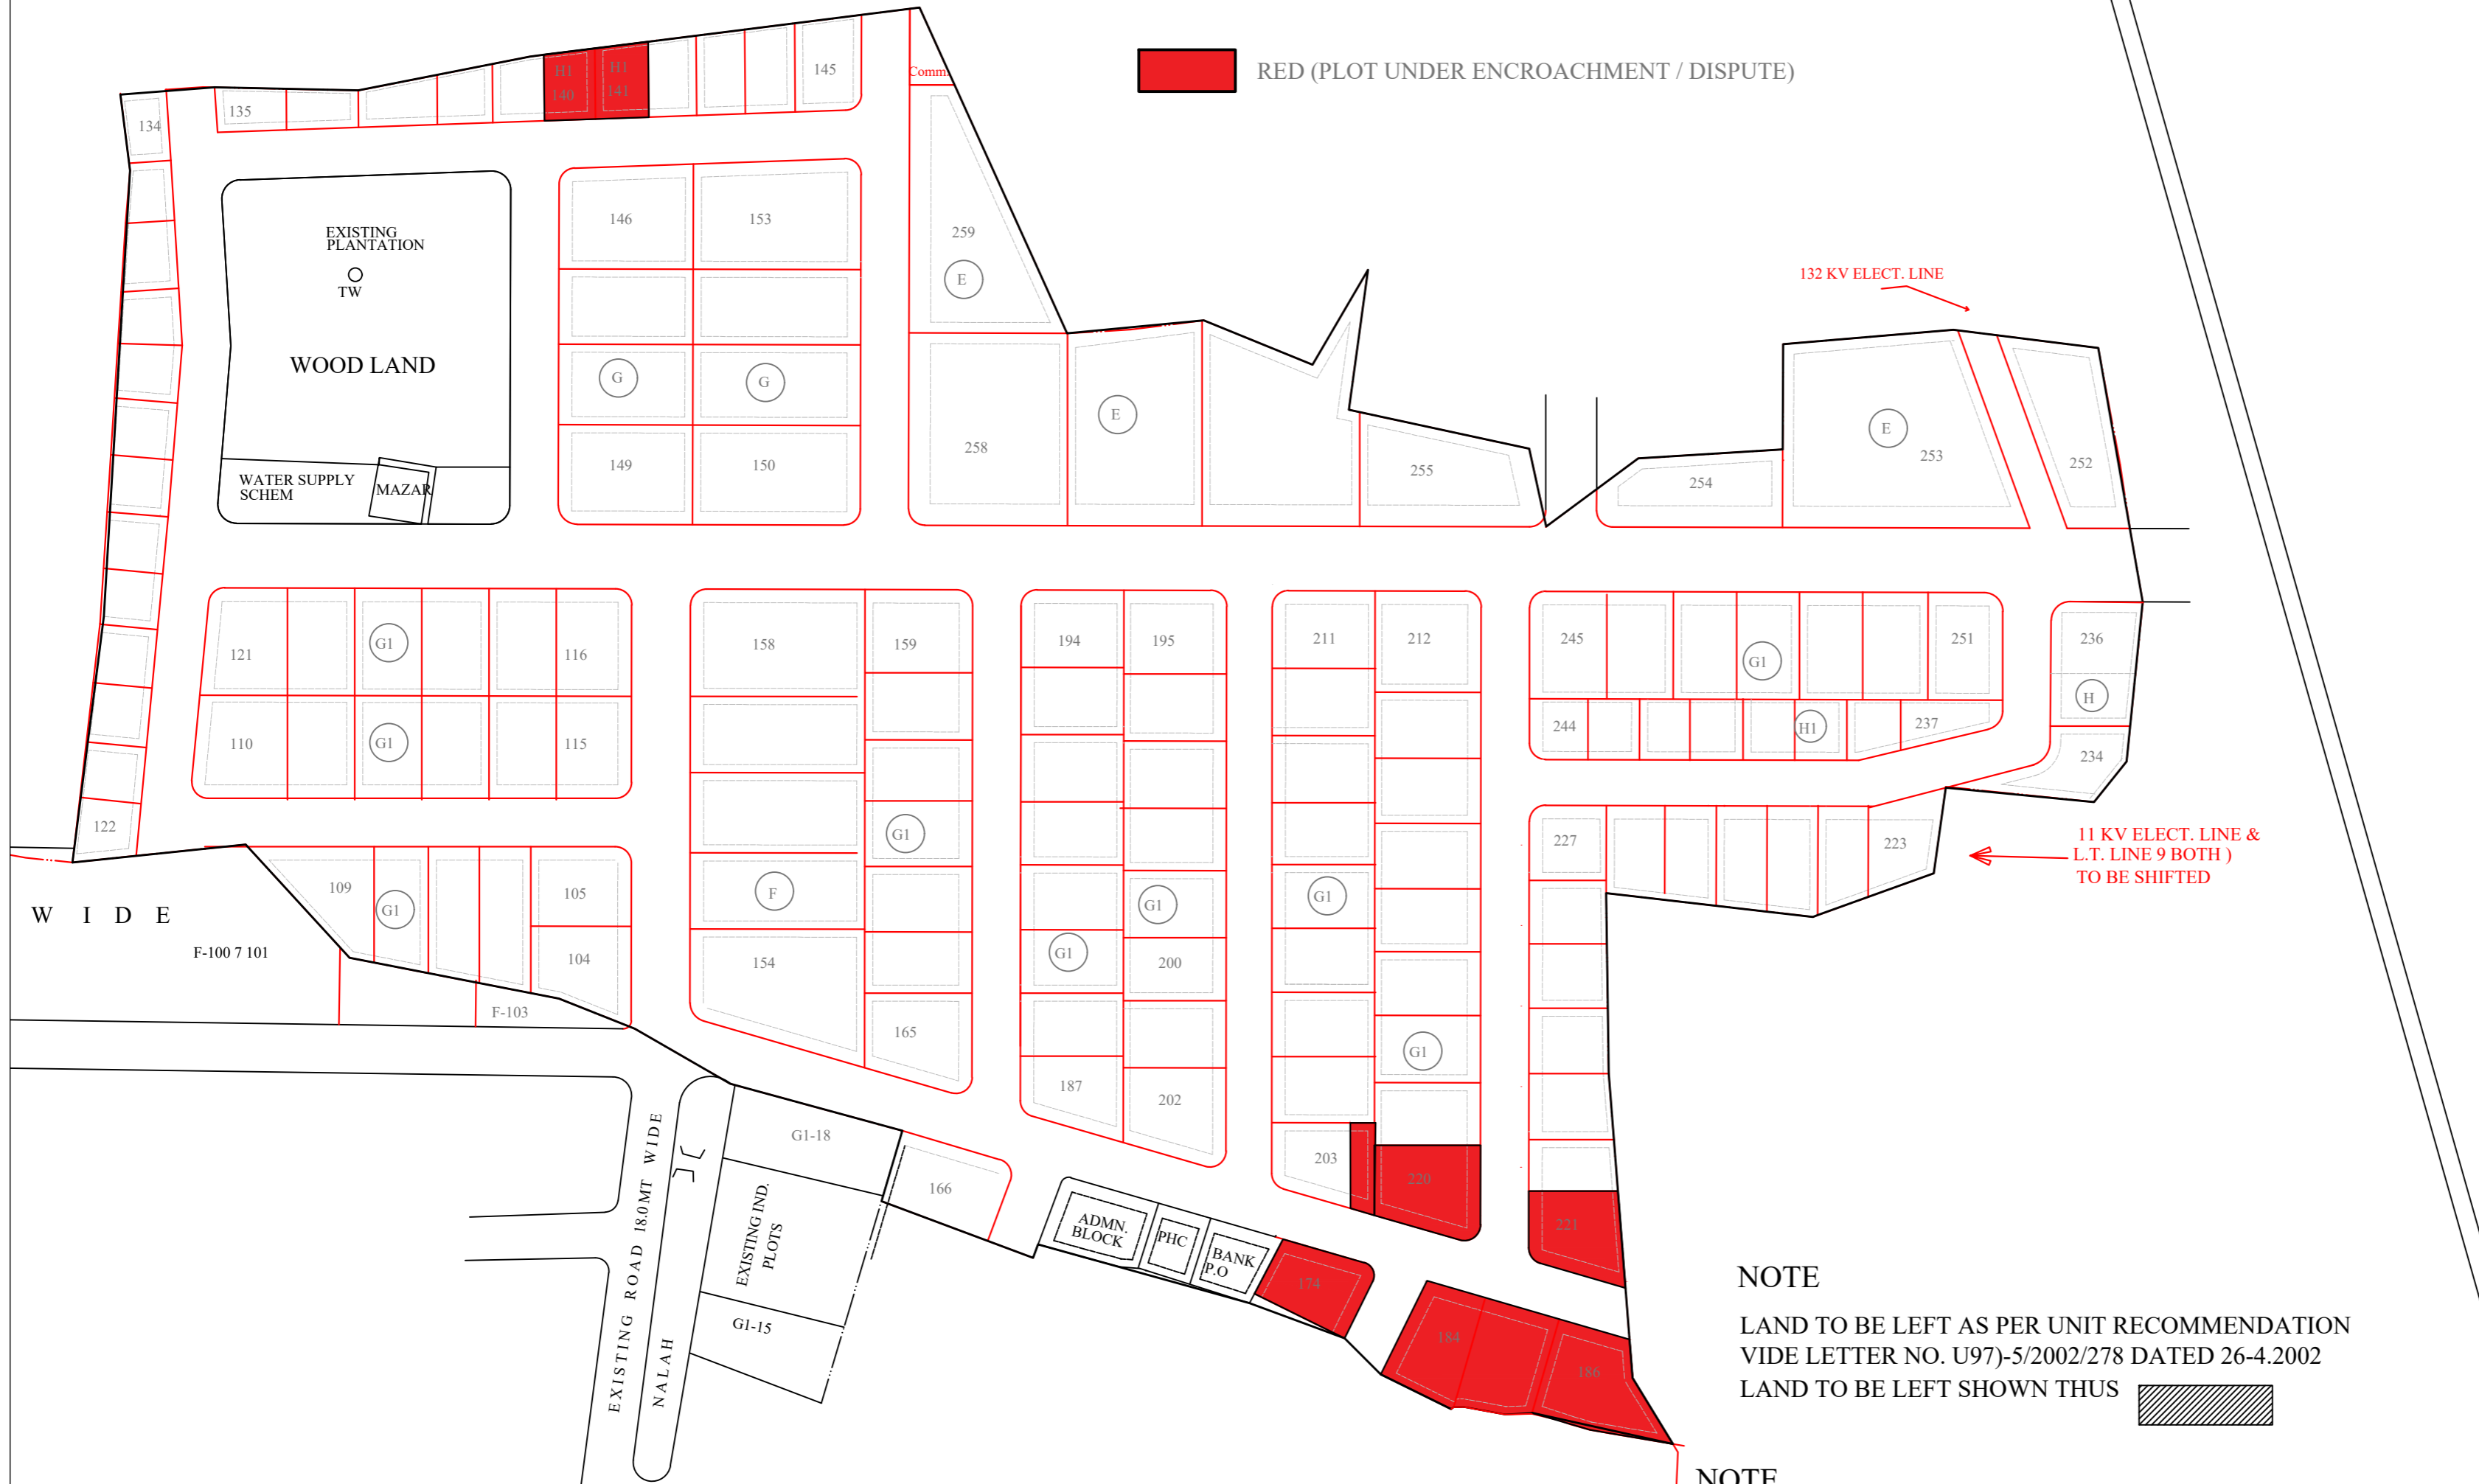 RED (PLOT UNDER ENCROACHMENT / DISPUTE)
H1
140
H1
141
145
Comm.
134
135
EXISTING
PLANTATION
TW
WOOD LAND
WATER SUPPLY
SCHEM
MAZAR
146
153
G
G
149
150
259
E
258
E
255
132 KV ELECT. LINE
254
E
253
252
121
G1
116
110
G1
115
122
158
159
G1
F
154
165
194
195
G1
200
G1
187
202
211
212
G1
G1
203
220
245
G1
251
244
H1
237
236
H
234
227
223
11 KV ELECT. LINE &
L.T. LINE 9 BOTH )
TO BE SHIFTED
W I D E
109
G1
105
104
F-100 7 101
F-103
EXISTING ROAD 18.0MT WIDE
NALAH
G1-18
EXISTING IND.
PLOTS
G1-15
166
ADMN.
BLOCK
PHC
BANK
P.O
174
184
186
221
NOTE
LAND TO BE LEFT AS PER UNIT RECOMMENDATION
VIDE LETTER NO. U97)-5/2002/278 DATED 26-4.2002
LAND TO BE LEFT SHOWN THUS
NOTE